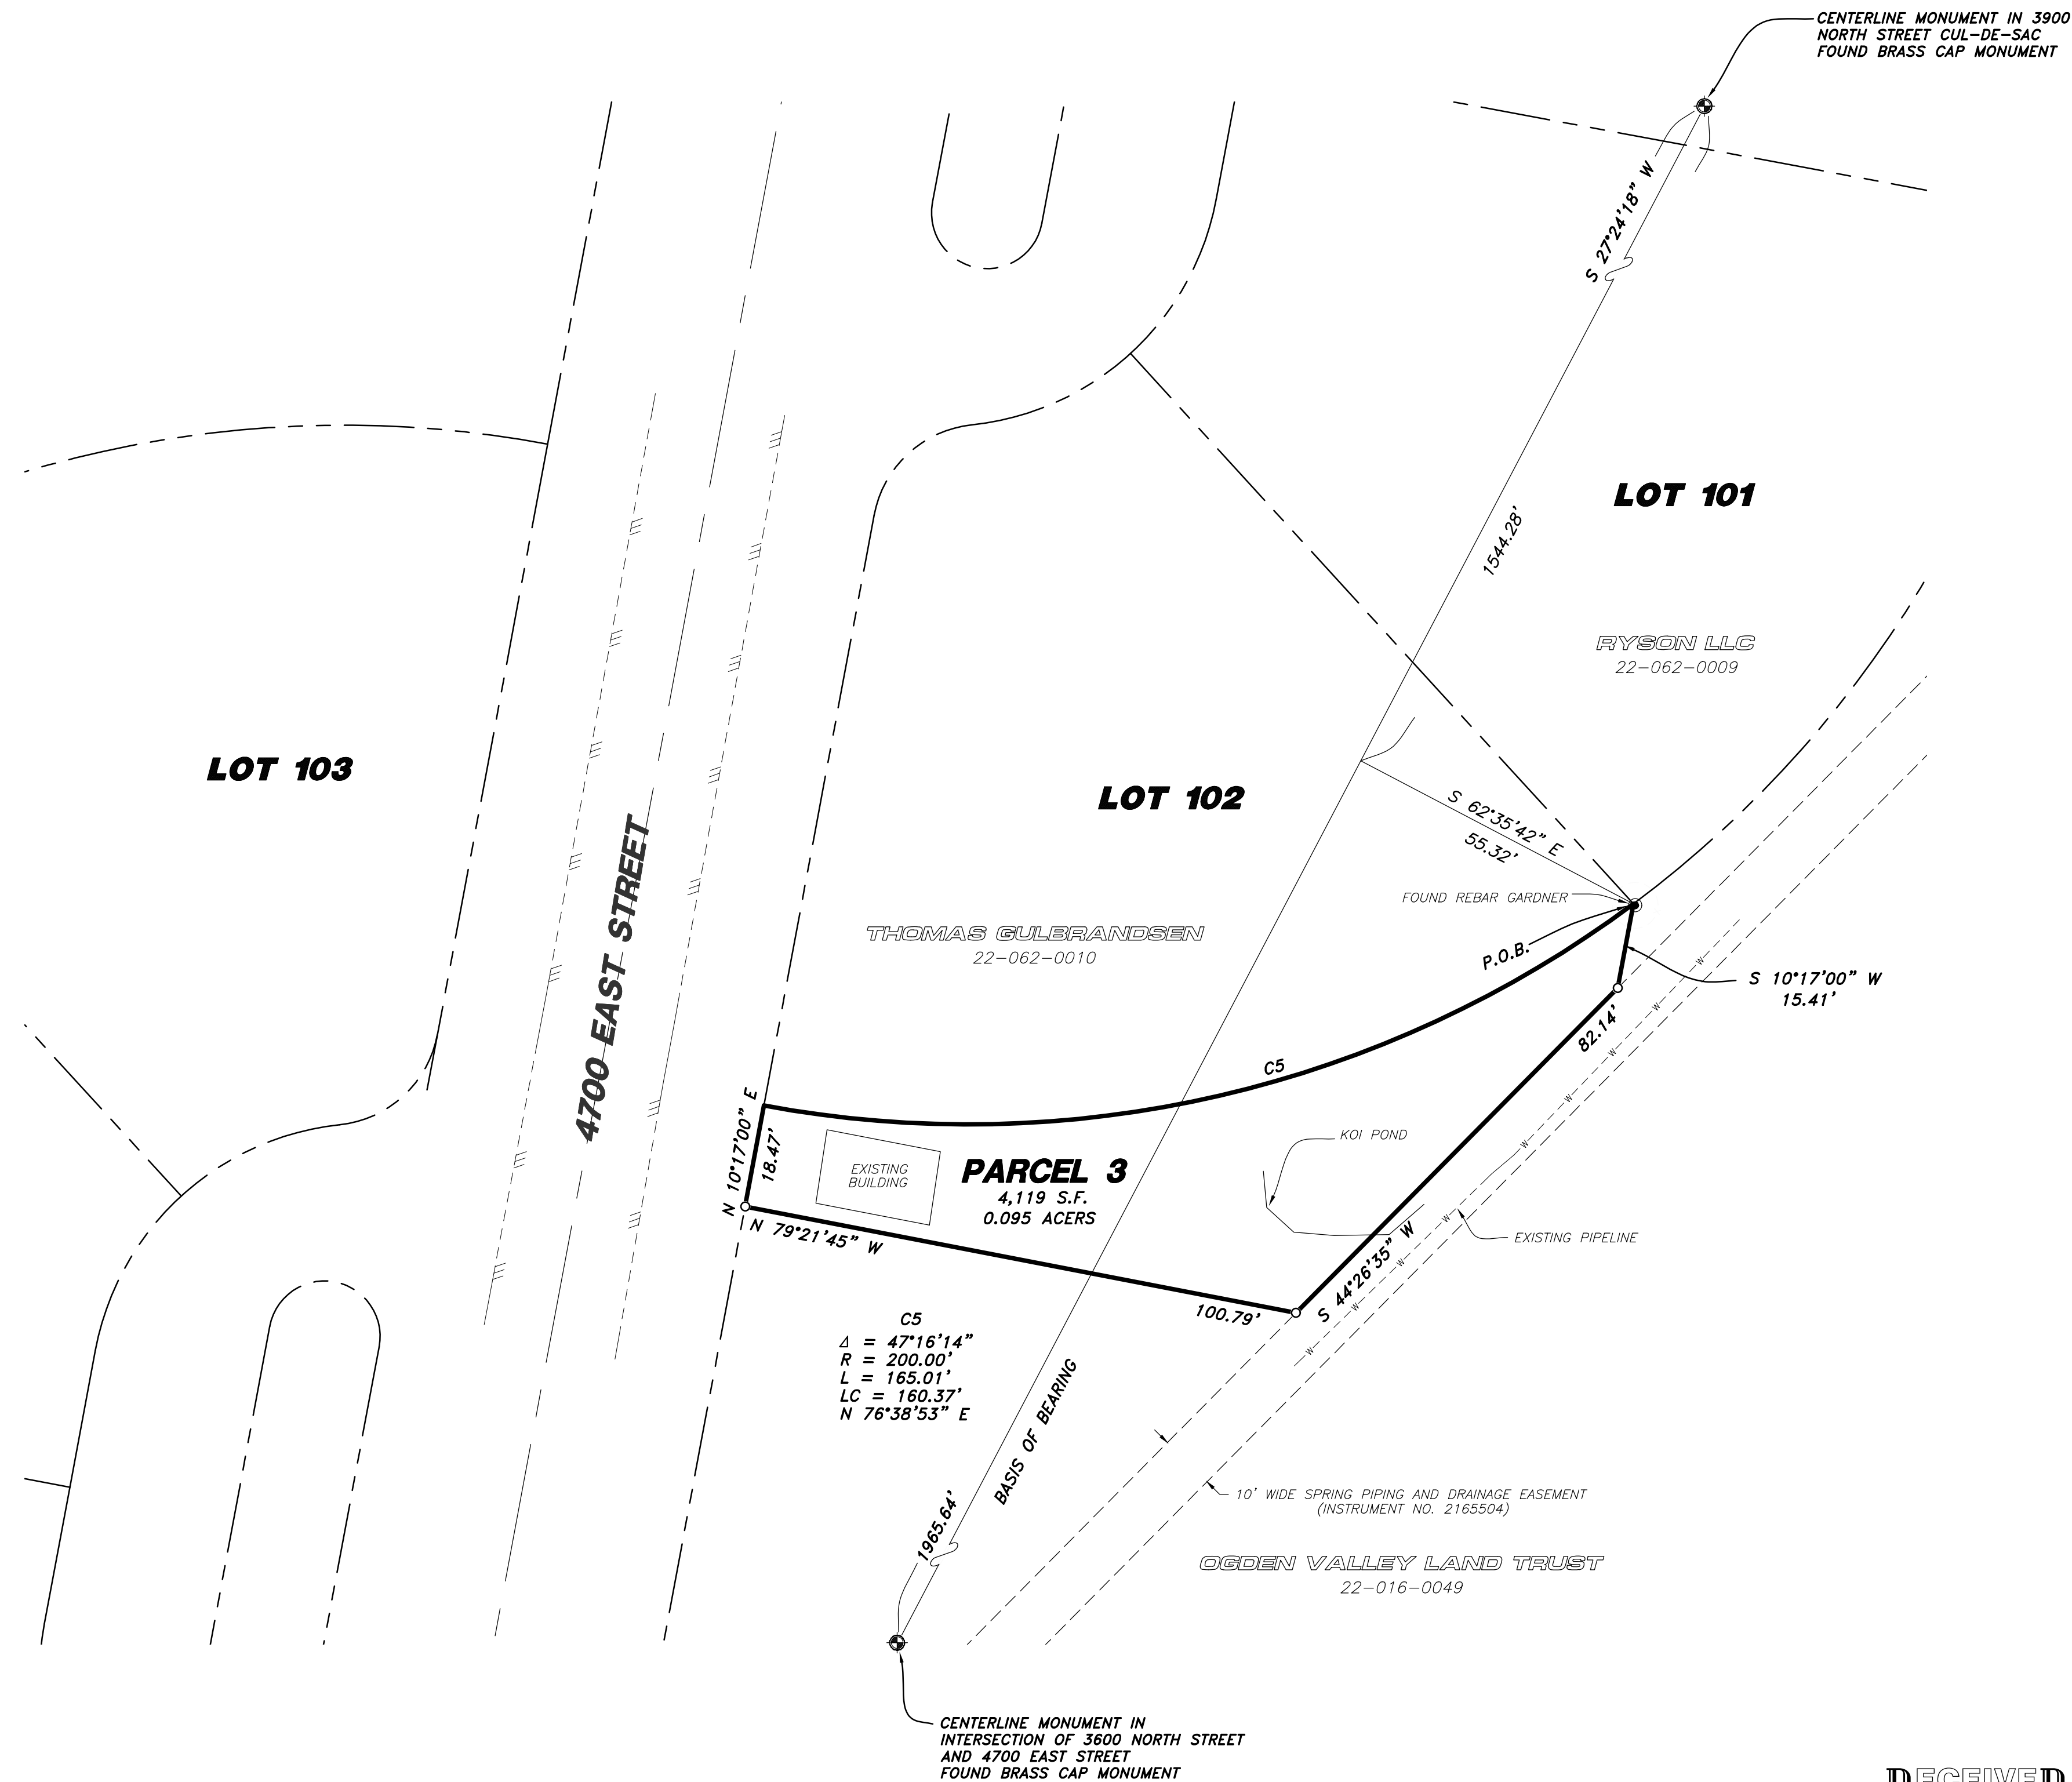 CENTERLINE MONUMENT IN 3900
NORTH STREET CUL-DE-SAC
FOUND BRASS CAP MONUMENT
S 27°24'18" W
LOT 101
1544.28'
RYSON LLC
22-062-0009
LOT 103
LOT 102
S 62°35'42" E
55.32'
FOUND REBAR GARDNER
4700 EAST STREET
THOMAS GULBRANDSEN
22-062-0010
P.O.B.
S 10°17'00" W
15.41'
82.14'
C5
N 10°17'00" E
18.47'
KOI POND
EXISTING
BUILDING
PARCEL 3
4,119 S.F.
0.095 ACERS
N 79°21'45" W
100.79'
S 44°26'35" W
EXISTING PIPELINE
W W W W W W W W W W
C5
Δ = 47°16'14"
R = 200.00'
L = 165.01'
LC = 160.37'
N 76°38'53" E
BASIS OF BEARING
1965.64'
10' WIDE SPRING PIPING AND DRAINAGE EASEMENT
(INSTRUMENT NO. 2165504)
OGDEN VALLEY LAND TRUST
22-016-0049
CENTERLINE MONUMENT IN
INTERSECTION OF 3600 NORTH STREET
AND 4700 EAST STREET
FOUND BRASS CAP MONUMENT
RECEIVED